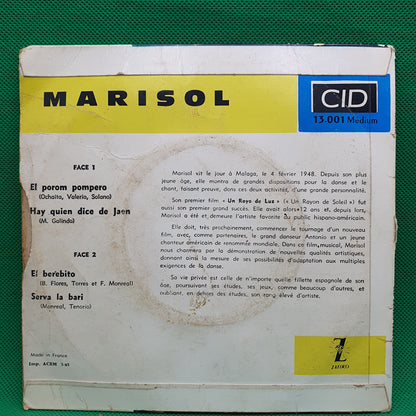 MARISOL
CID
13.001 Medium
FACE 1
El porom pompero
(Ochaita, Valerio, Solano)
Hay quien dice de Jaen
(M. Galindo)
FACE 2
El berebito
(B. Flores, Torres et F. Monreal)
Serva la bari
(Monreal, Tenorio)
Marisol vit le jour à Malaga, le 4 février 1948. Depuis son plus
jeune âge, elle montra de grandes dispositions pour la danse et le
chant, faisant preuve, dans ces deux activités, d'une grande personnalité.
Son premier film « Un Rayo de Luz » (« Un Rayon de Soleil ») fut
aussi son premier grand succès. Elle avait alors 12 ans et, depuis lors,
Marisol a été et demeure l'artiste favorite du public hispano-américain.
Elle doit, très prochainement, commencer le tournage d'un nouveau
film, avec, comme partenaires, le grand danseur Antonio et un jeune
chanteur américain de renommée mondiale. Dans ce film musical, Marisol
nous charmera par la démonstration de nouvelles qualités artistiques,
donnant ainsi la mesure de ses possibilités d'adaptation aux multiples
exigences de la danse.
Sa vie privée est celle de n'importe quelle fillette espagnole de son
âge, poursuivant ses études, ses jeux, comme beaucoup d'autres, et
oubliant, en dehors des études, son rang élevé d'artiste.
Made in France
Imp. ACRM 5-61
Z
ZAFIRO